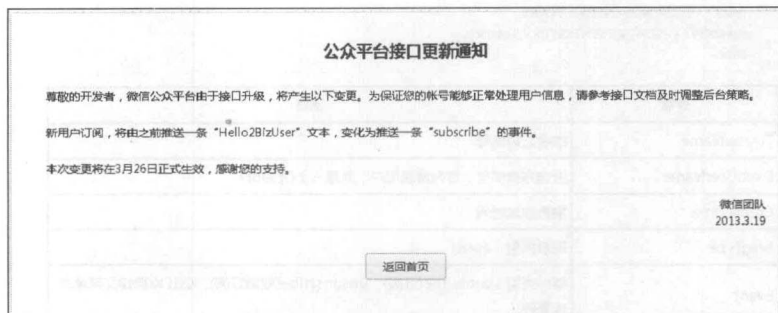 公众平台接口更新通知
尊敬的开发者，微信公众平台由于接口升级，将产生以下变更。为保证您的帐号能够正常处理用户信息，请参考接口文档及时调整后台策略。
新用户订阅，将由之前推送一条“Hello2BizUser”文本，变化为推送一条“subscribe”的事件。
本次变更将在3月26日正式生效，感谢您的支持。
微信团队
2013.3.19
返回首页